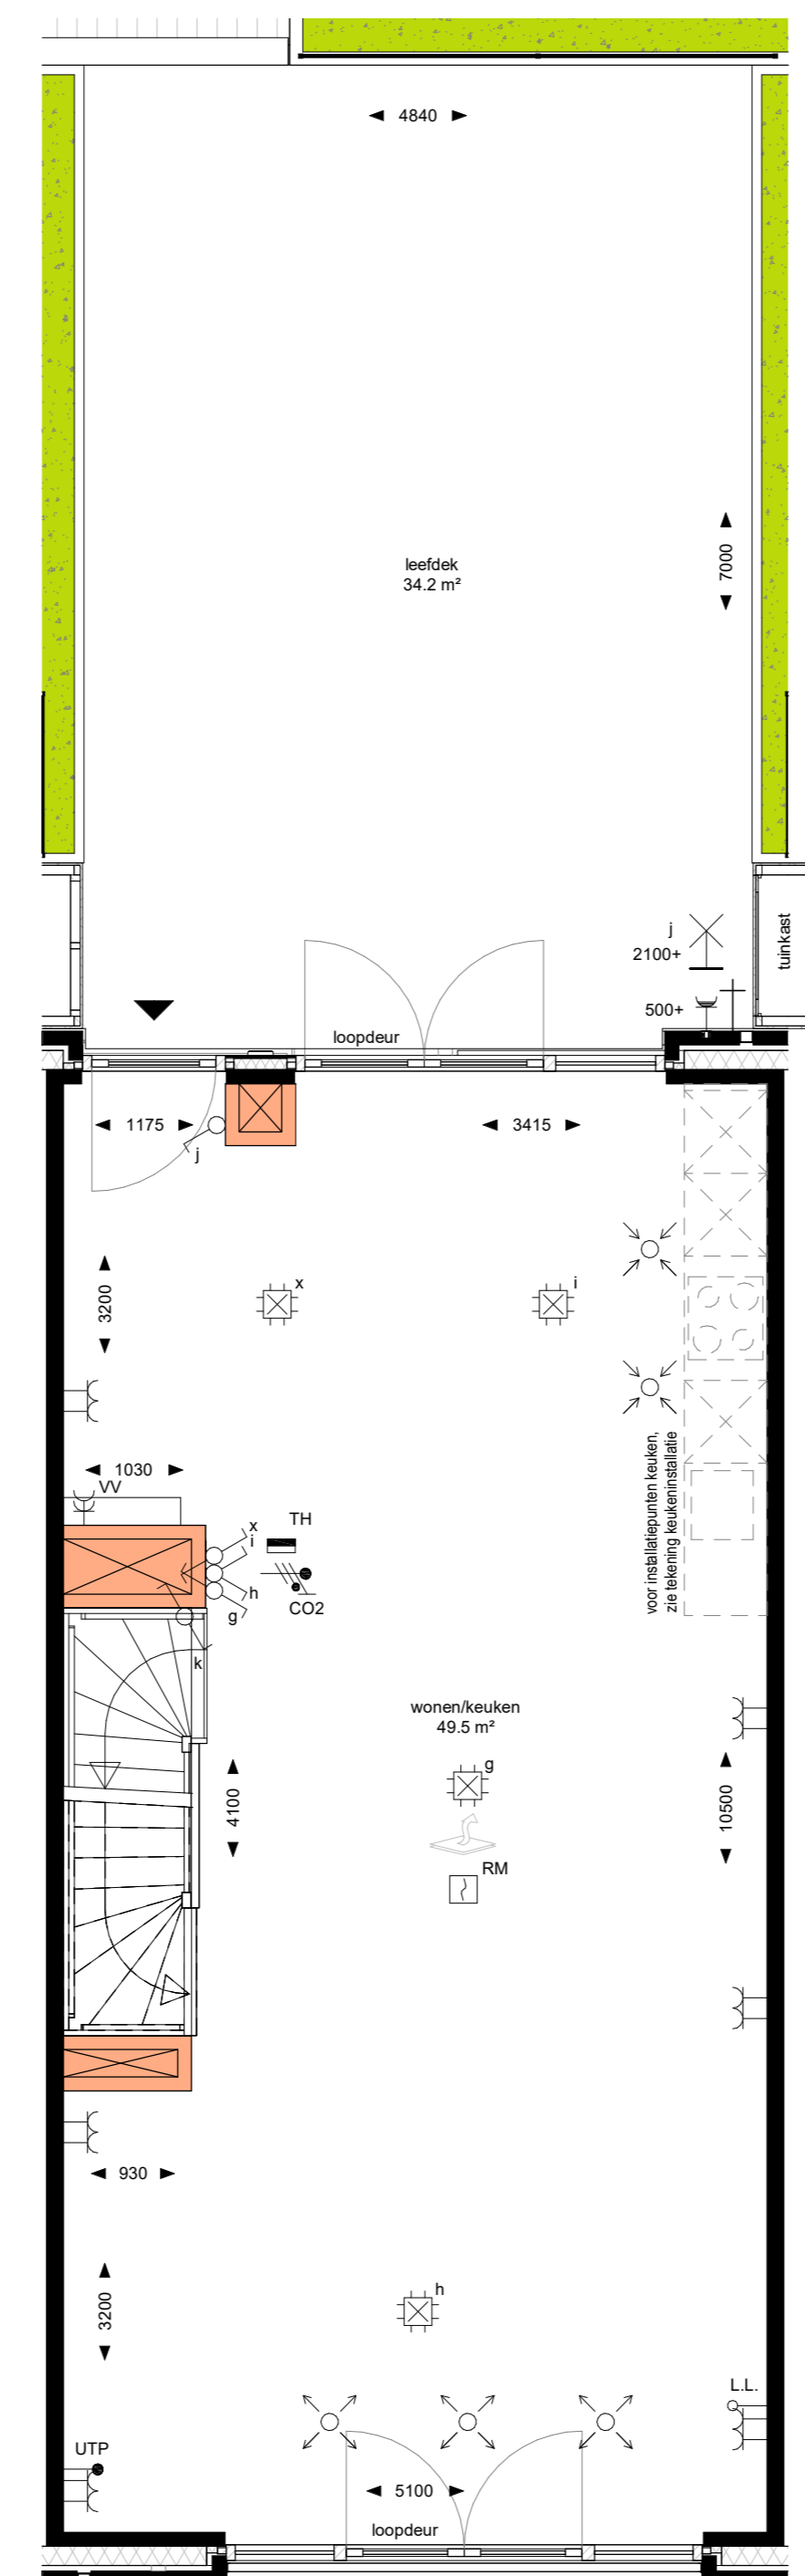 4840
7000
leefdek
34.2 m²
tuinkast
j
2100+
500+
loopdeur
1175
3415
j
3200
x
i
voor installatiepunten keuken,
zie tekening keukeninstallatie
1030
VV
x
i
h
g
TH
CO2
k
wonen/keuken
49.5 m²
g
4100
10500
RM
930
3200
h
L.L.
UTP
5100
loopdeur